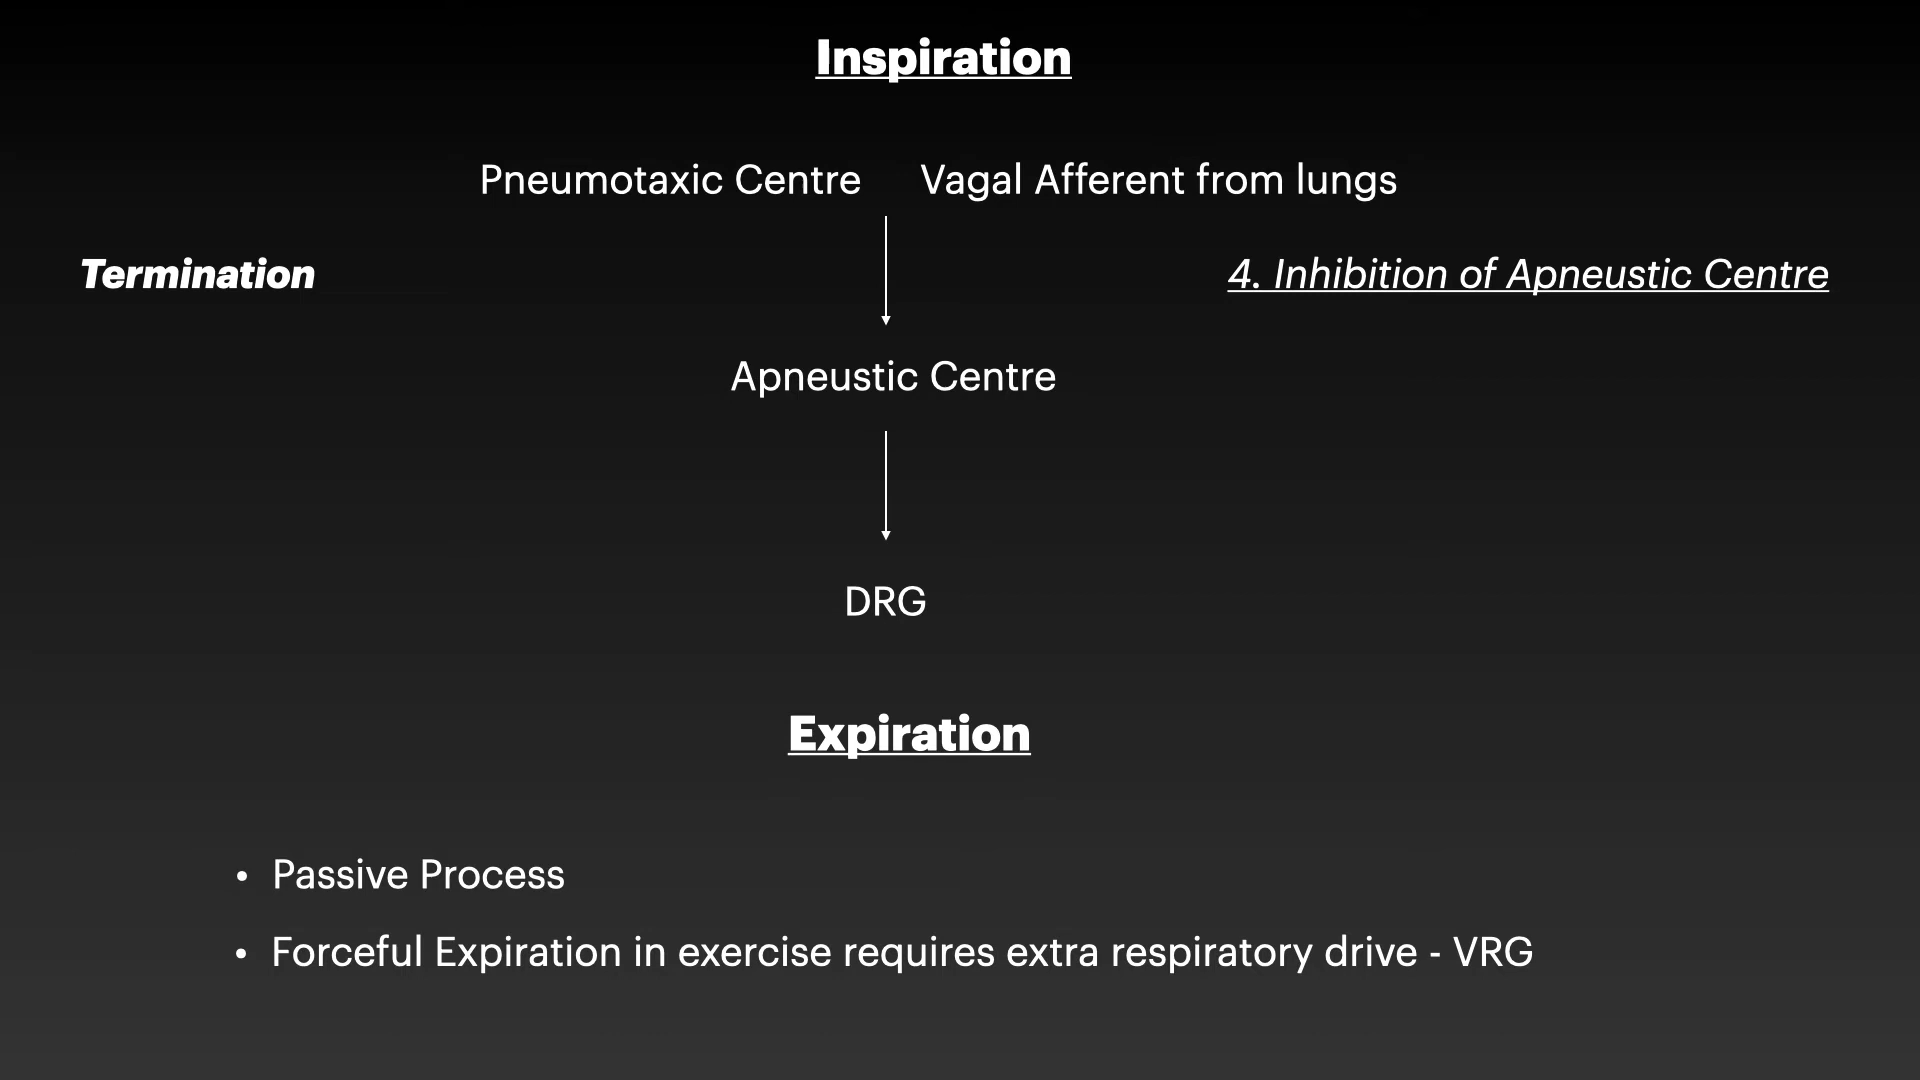 Inspiration
Pneumotaxic Centre Vagal Afferent from lungs
Termination
4. Inhibition of Apneustic Centre
Apneustic Centre
DRG
Expiration
• Passive Process
• Forceful Expiration in exercise requires extra respiratory drive - VRG